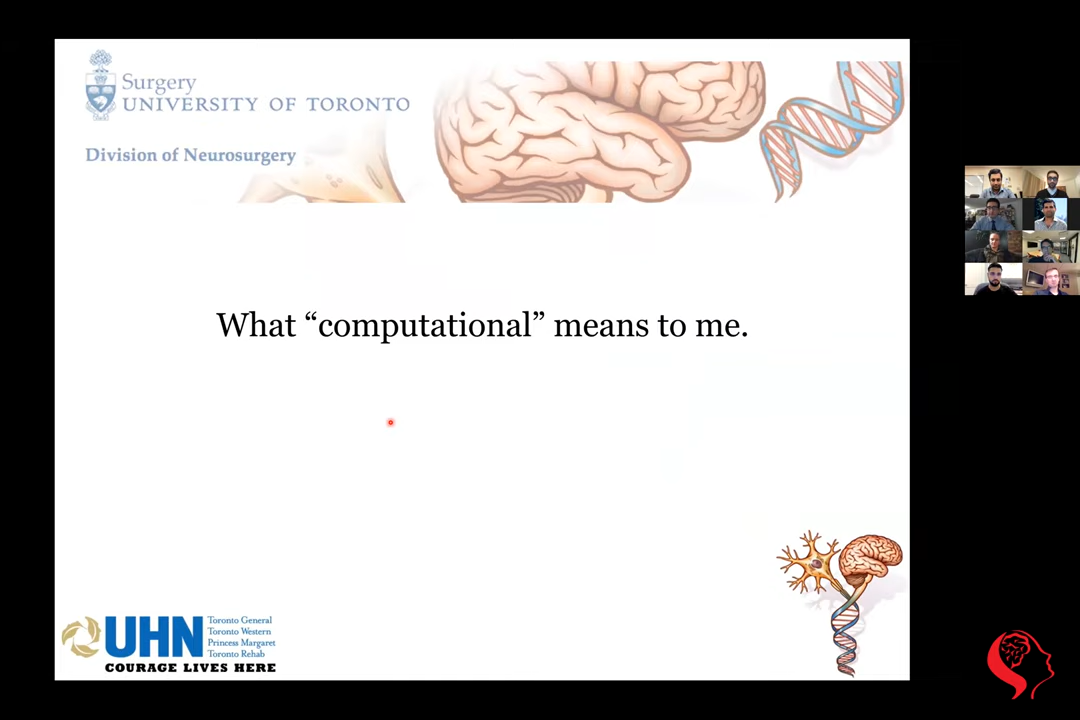 Surgery
UNIVERSITY OF TORONTO
Division of Neurosurgery
What “computational” means to me.
UHN
Toronto General
Toronto Western
Princess Margaret
Toronto Rehab
COURAGE LIVES HERE